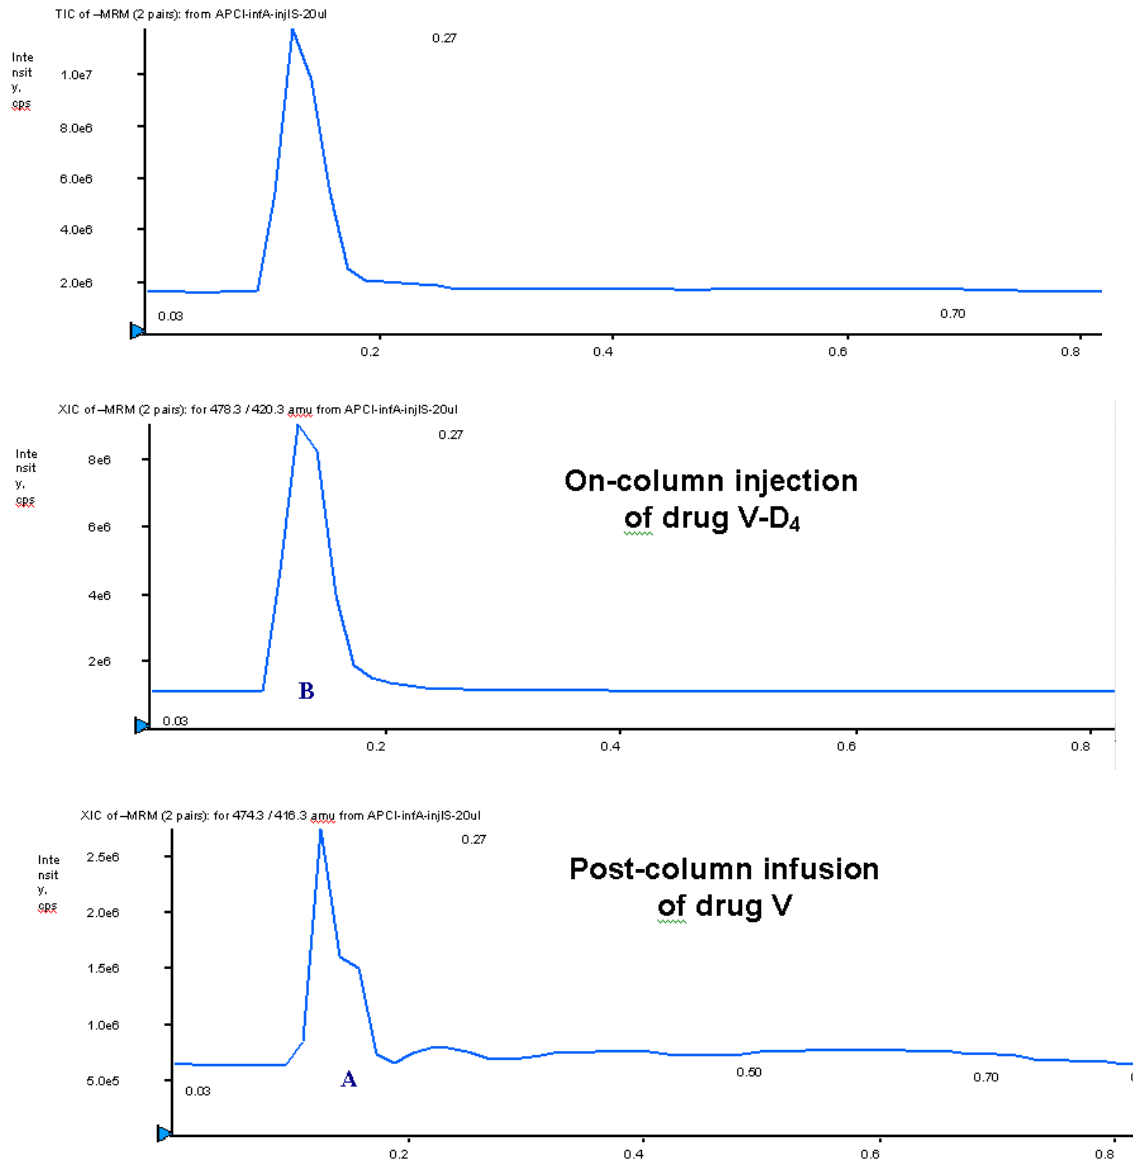 TIC of –MRM (2 pairs): from APCI-infA-injIS-20ul
0.27
Inte
nsit
y,
cps
1.0e7
8.0e6
6.0e6
4.0e6
2.0e6
0.03
0.70
0.2
0.4
0.6
0.8
XIC of –MRM (2 pairs): for 478.3 / 420.3 amu from APCI-infA-injIS-20ul
0.27
Inte
nsit
y,
cps
8e6
6e6
4e6
2e6
On-column injection
of drug V-D4
B
0.03
0.2
0.4
0.6
0.8
XIC of –MRM (2 pairs): for 474.3 / 416.3 amu from APCI-infA-injIS-20ul
0.27
Inte
nsit
y,
cps
2.5e6
2.0e6
1.5e6
1.0e6
5.0e5
Post-column infusion
of drug V
A
0.03
0.50
0.70
0.2
0.4
0.6
0.8